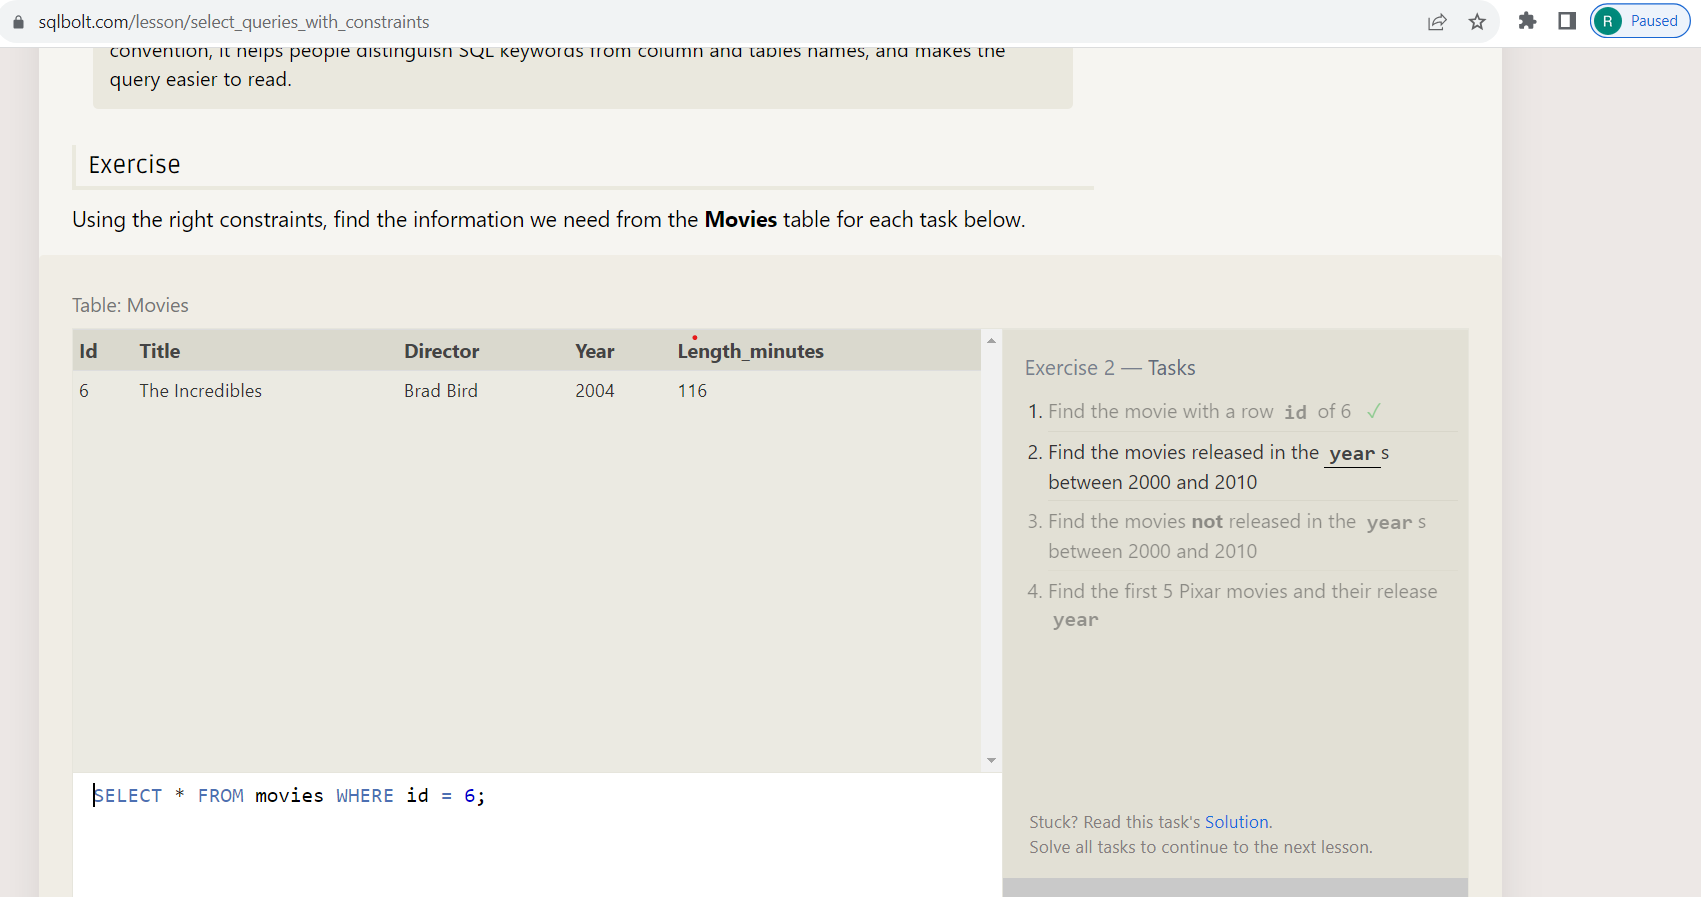 sqlbolt.com/lesson/select_queries_with_constraints
R Paused
convention, it helps people distinguish SQL keywords from column and tables names, and makes the
query easier to read.
Exercise
Using the right constraints, find the information we need from the Movies table for each task below.
Table: Movies
Id Title Director Year Length_minutes
6 The Incredibles Brad Bird 2004 116
Exercise 2 — Tasks
1. Find the movie with a row id of 6 ✓
2. Find the movies released in the year s
between 2000 and 2010
3. Find the movies not released in the year s
between 2000 and 2010
4. Find the first 5 Pixar movies and their release
year
SELECT * FROM movies WHERE id = 6;
Stuck? Read this task's Solution.
Solve all tasks to continue to the next lesson.